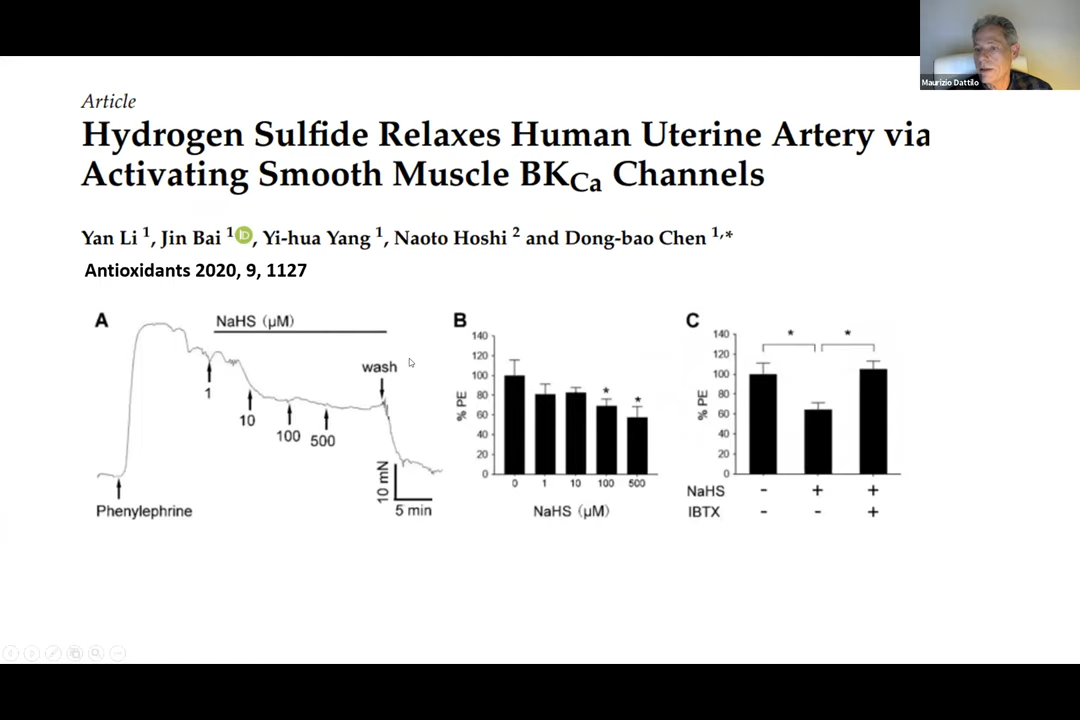 Maurizio Dattilo
Article
Hydrogen Sulfide Relaxes Human Uterine Artery via
Activating Smooth Muscle BKCa Channels
Yan Li 1, Jin Bai 1 iD, Yi-hua Yang 1, Naoto Hoshi 2 and Dong-bao Chen 1,*
Antioxidants 2020, 9, 1127
A
NaHS (μM)
wash
1
10
100
500
10 mN
5 min
Phenylephrine
B
% PE
140
120
100
80
60
40
20
0
* *
0 1 10 100 500
NaHS (μM)
C
% PE
140
120
100
80
60
40
20
0
* *
NaHS - + +
IBTX - - +